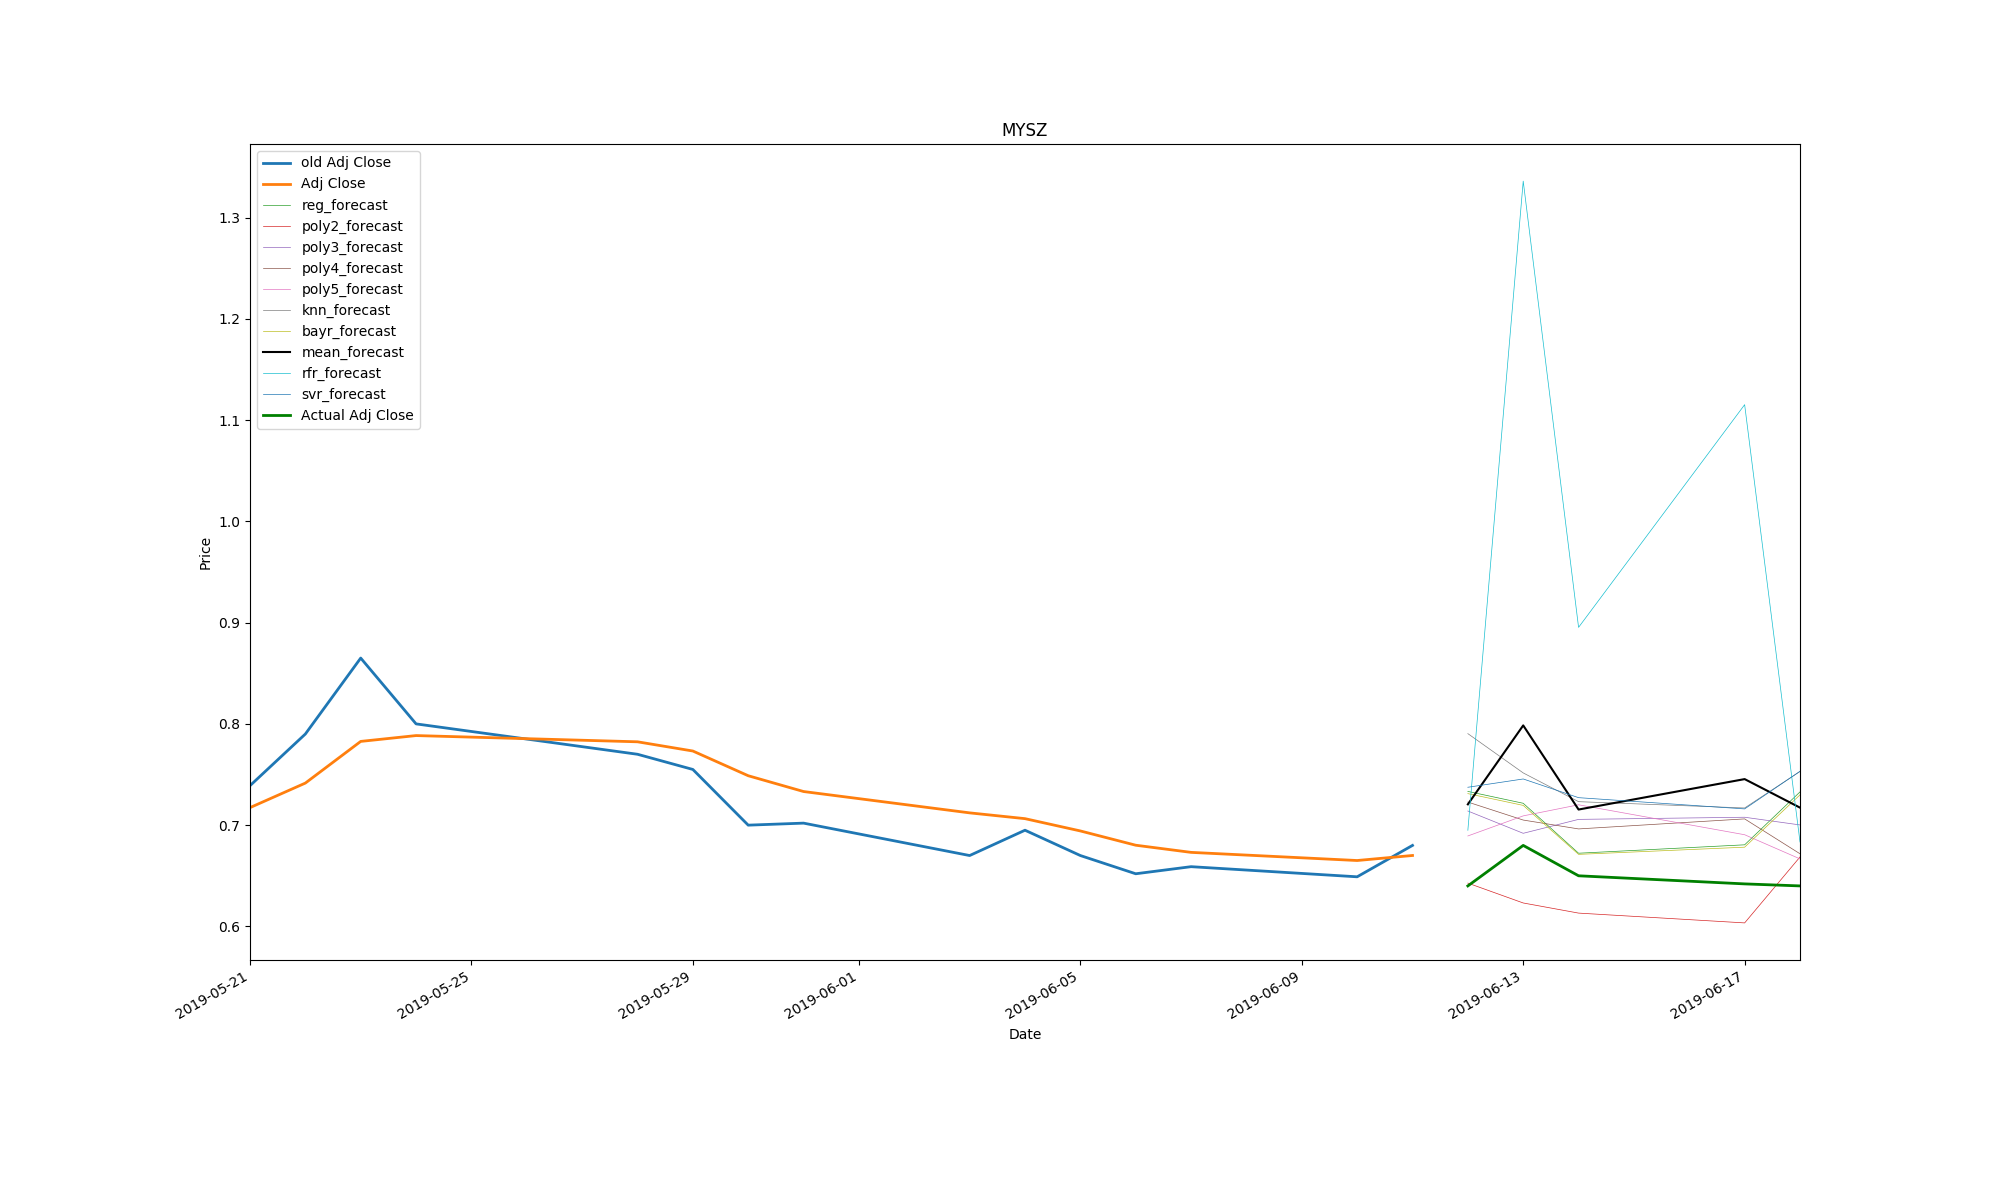 MYSZ
old Adj Close
Adj Close
reg_forecast
poly2_forecast
poly3_forecast
poly4_forecast
poly5_forecast
knn_forecast
bayr_forecast
mean_forecast
rfr_forecast
svr_forecast
Actual Adj Close
1.3
1.2
1.1
1.0
0.9
0.8
0.7
0.6
Price
2019-05-21
2019-05-25
2019-05-29
2019-06-01
2019-06-05
2019-06-09
2019-06-13
2019-06-17
Date